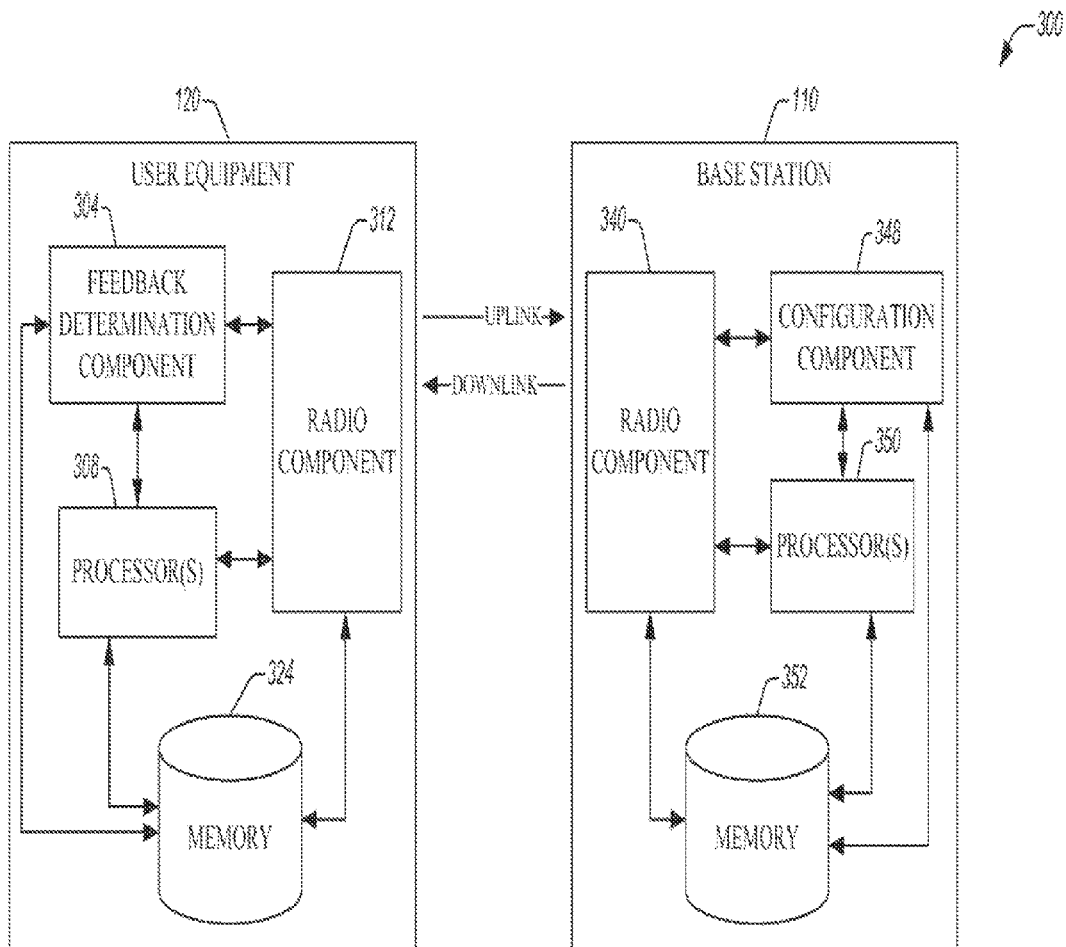 300
120
110
USER EQUIPMENT
BASE STATION
304
312
340
348
FEEDBACK
DETERMINATION
COMPONENT
CONFIGURATION
COMPONENT
UPLINK
DOWNLINK
RADIO
COMPONENT
RADIO
COMPONENT
308
350
PROCESSOR(S)
PROCESSOR(S)
324
352
MEMORY
MEMORY